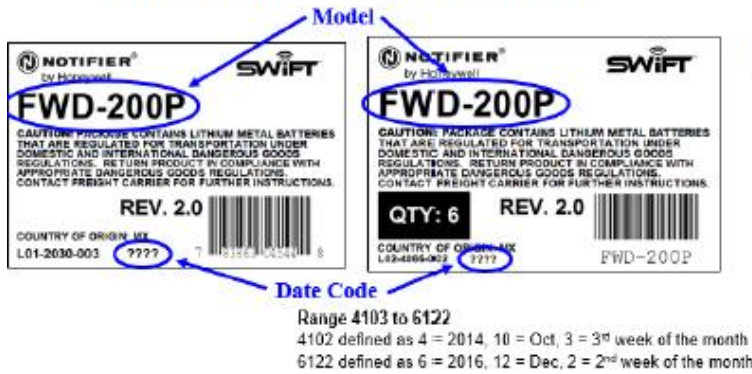 Model
NOTIFIER®
by Honeywell
SWIFT
FWD-200P
CAUTION: PACKAGE CONTAINS LITHIUM METAL BATTERIES
THAT ARE REGULATED FOR TRANSPORTATION UNDER
DOMESTIC AND INTERNATIONAL DANGEROUS GOODS
REGULATIONS. RETURN PRODUCT IN COMPLIANCE WITH
APPROPRIATE DANGEROUS GOODS REGULATIONS.
CONTACT FREIGHT CARRIER FOR FURTHER INSTRUCTIONS.
REV. 2.0
COUNTRY OF ORIGIN: MX
L01-2030-003 ????
7 8
NOTIFIER®
by Honeywell
SWIFT
FWD-200P
CAUTION: PACKAGE CONTAINS LITHIUM METAL BATTERIES
THAT ARE REGULATED FOR TRANSPORTATION UNDER
DOMESTIC AND INTERNATIONAL DANGEROUS GOODS
REGULATIONS. RETURN PRODUCT IN COMPLIANCE WITH
APPROPRIATE DANGEROUS GOODS REGULATIONS.
CONTACT FREIGHT CARRIER FOR FURTHER INSTRUCTIONS.
QTY: 6
REV. 2.0
COUNTRY OF ORIGIN: MX
????
FWD-200P
Date Code
Range 4103 to 6122
4102 defined as 4 = 2014, 10 = Oct, 3 = 3rd week of the month
6122 defined as 6 = 2016, 12 = Dec, 2 = 2nd week of the month